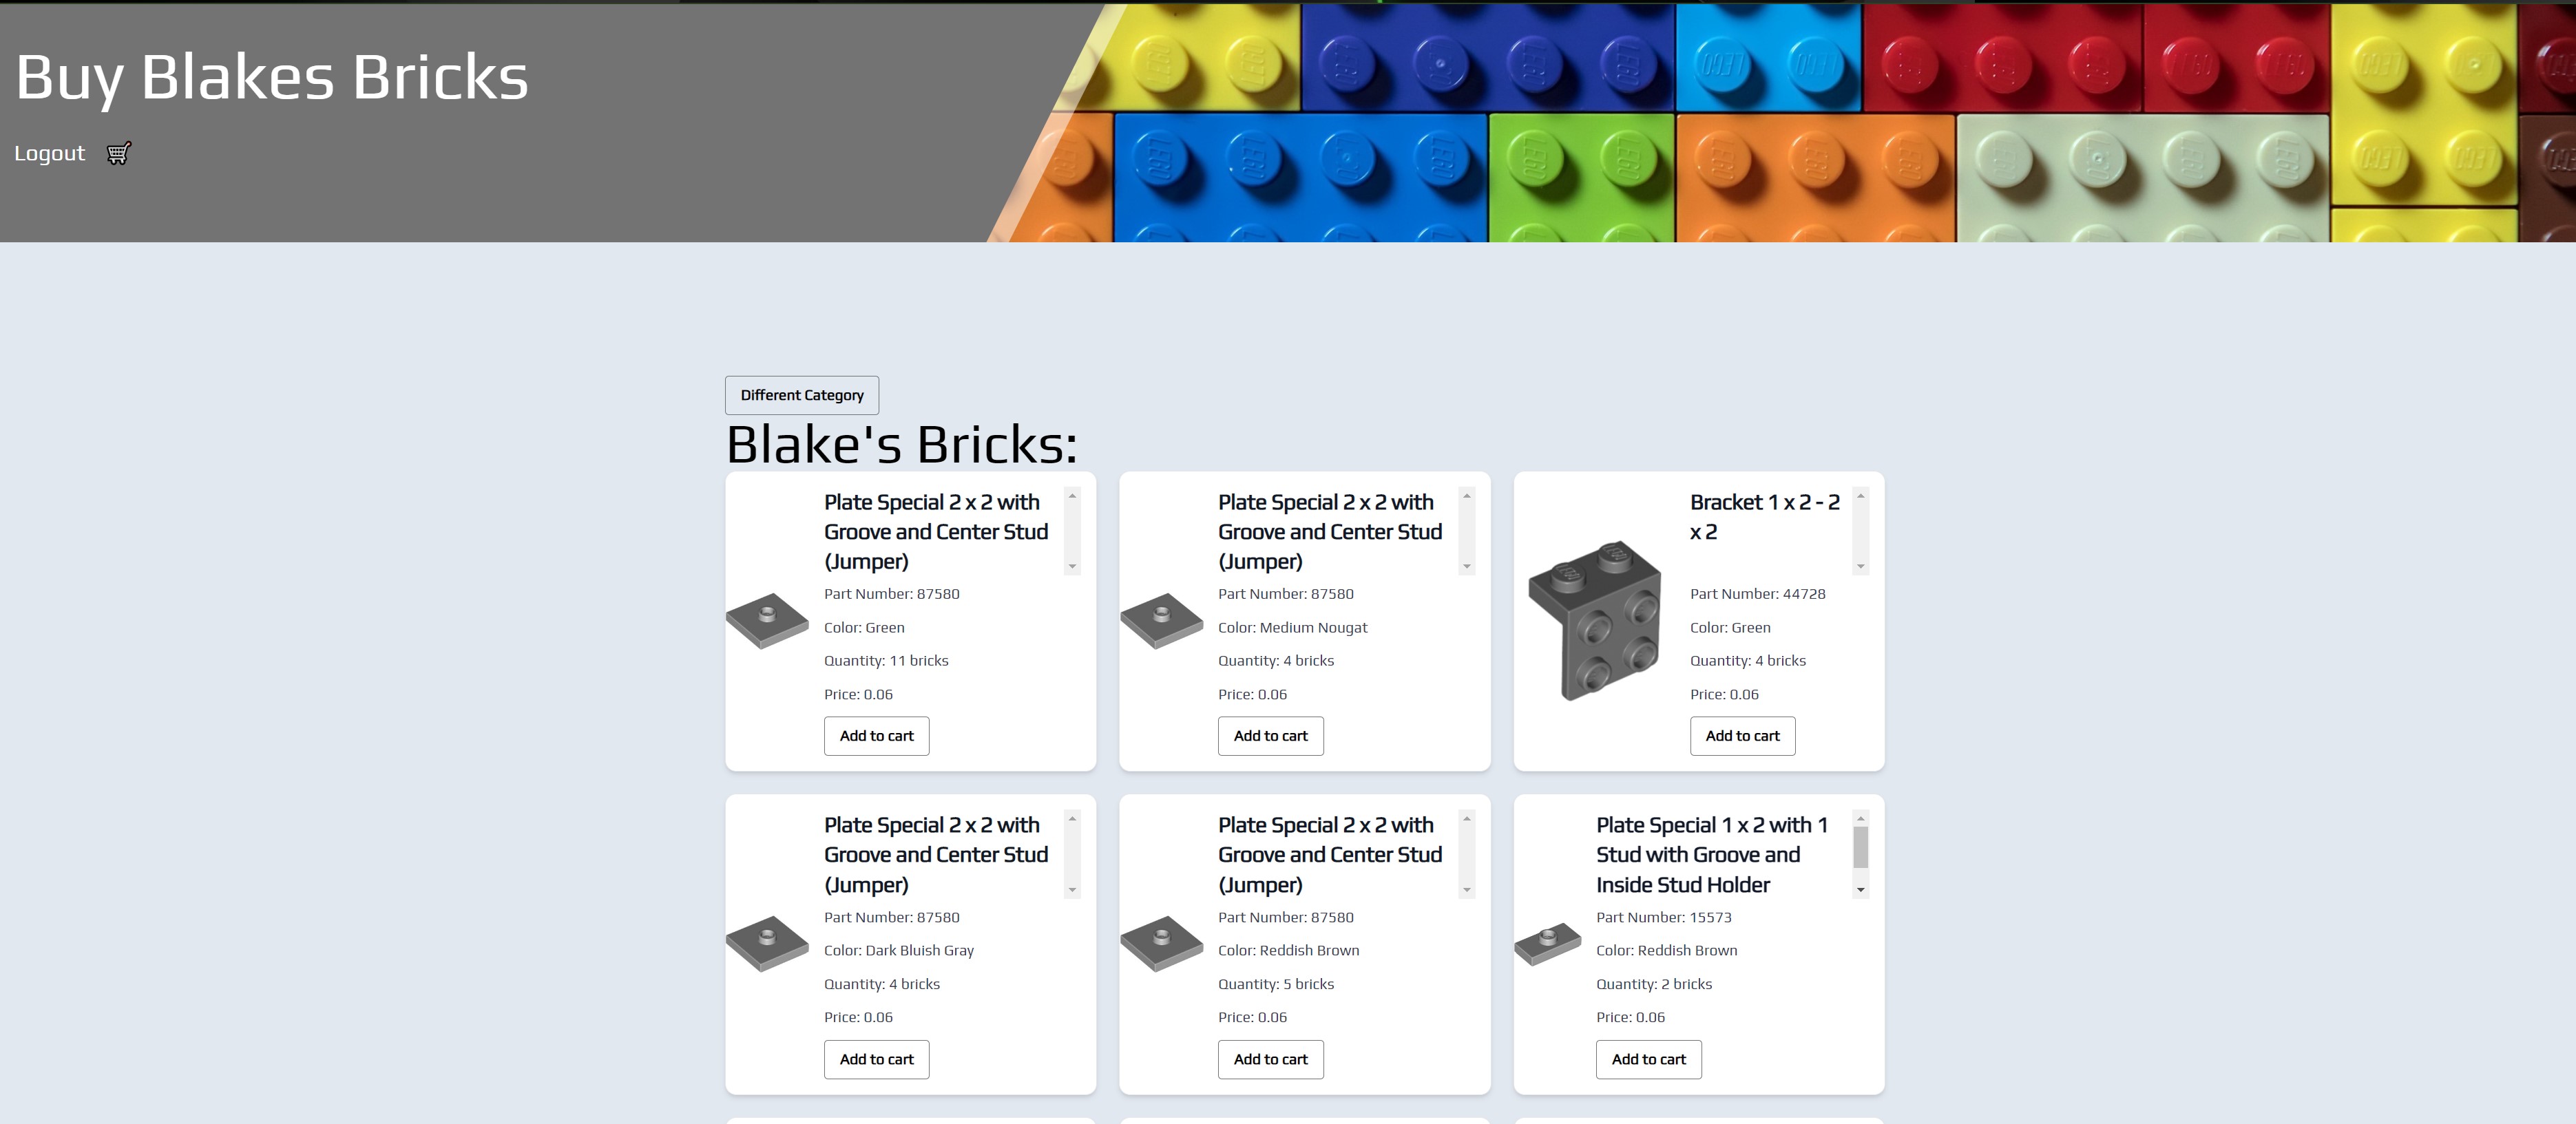 Buy Blakes Bricks
Logout
Different Category
Blake's Bricks:
Plate Special 2 x 2 with
Groove and Center Stud
(Jumper)
Part Number: 87580
Color: Green
Quantity: 11 bricks
Price: 0.06
Add to cart
Plate Special 2 x 2 with
Groove and Center Stud
(Jumper)
Part Number: 87580
Color: Medium Nougat
Quantity: 4 bricks
Price: 0.06
Add to cart
Bracket 1 x 2 - 2
x 2
Part Number: 44728
Color: Green
Quantity: 4 bricks
Price: 0.06
Add to cart
Plate Special 2 x 2 with
Groove and Center Stud
(Jumper)
Part Number: 87580
Color: Dark Bluish Gray
Quantity: 4 bricks
Price: 0.06
Add to cart
Plate Special 2 x 2 with
Groove and Center Stud
(Jumper)
Part Number: 87580
Color: Reddish Brown
Quantity: 5 bricks
Price: 0.06
Add to cart
Plate Special 1 x 2 with 1
Stud with Groove and
Inside Stud Holder
Part Number: 15573
Color: Reddish Brown
Quantity: 2 bricks
Price: 0.06
Add to cart